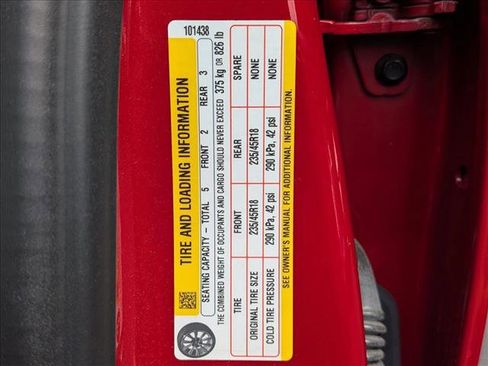 101438
TIRE AND LOADING INFORMATION
SEATING CAPACITY – TOTAL 5 FRONT 2 REAR 3
THE COMBINED WEIGHT OF OCCUPANTS AND CARGO SHOULD NEVER EXCEED 375 kg OR 826 lb
TIRE FRONT REAR SPARE
ORIGINAL TIRE SIZE 235/45R18 235/45R18 NONE
COLD TIRE PRESSURE 290 kPa, 42 psi 290 kPa, 42 psi NONE
SEE OWNER'S MANUAL FOR ADDITIONAL INFORMATION.